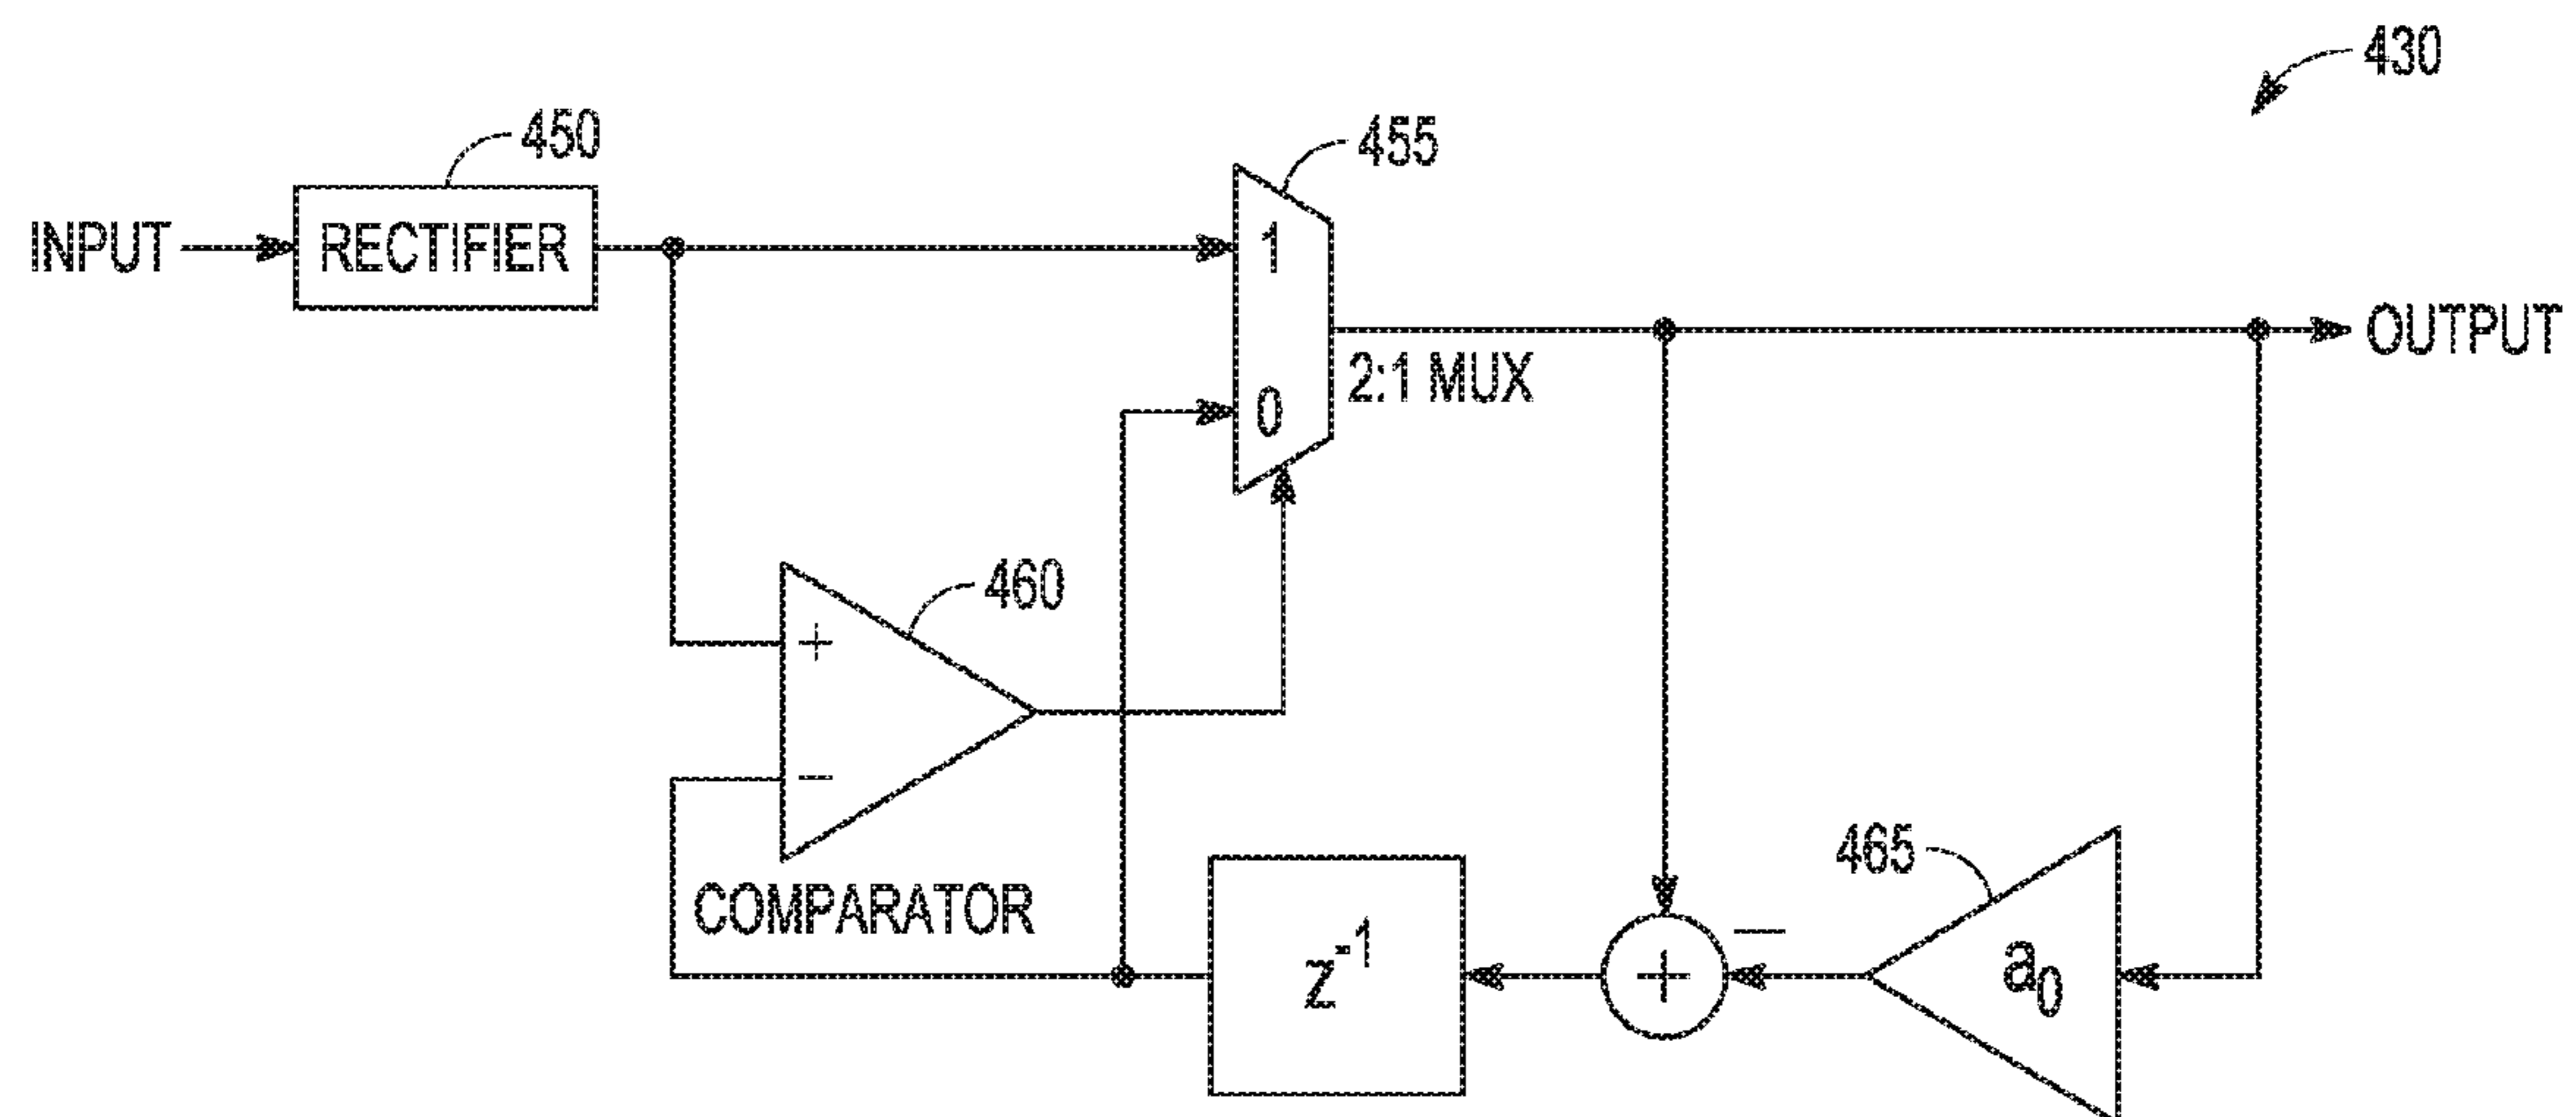 430
450
455
INPUT
RECTIFIER
1
OUTPUT
2:1 MUX
0
460
+
−
COMPARATOR
465
z⁻¹
+
−
a₀